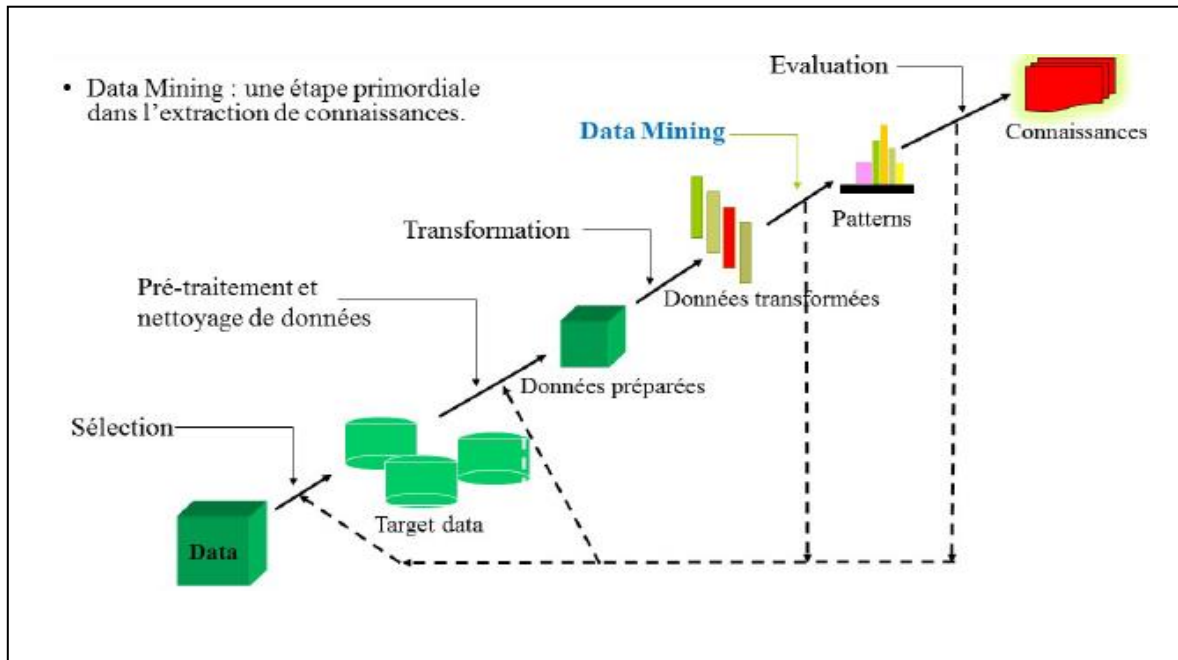 • Data Mining : une étape primordiale
dans l'extraction de connaissances.
Evaluation
Connaissances
Data Mining
Patterns
Transformation
Données transformées
Pré-traitement et
nettoyage de données
Données préparées
Sélection
Target data
Data